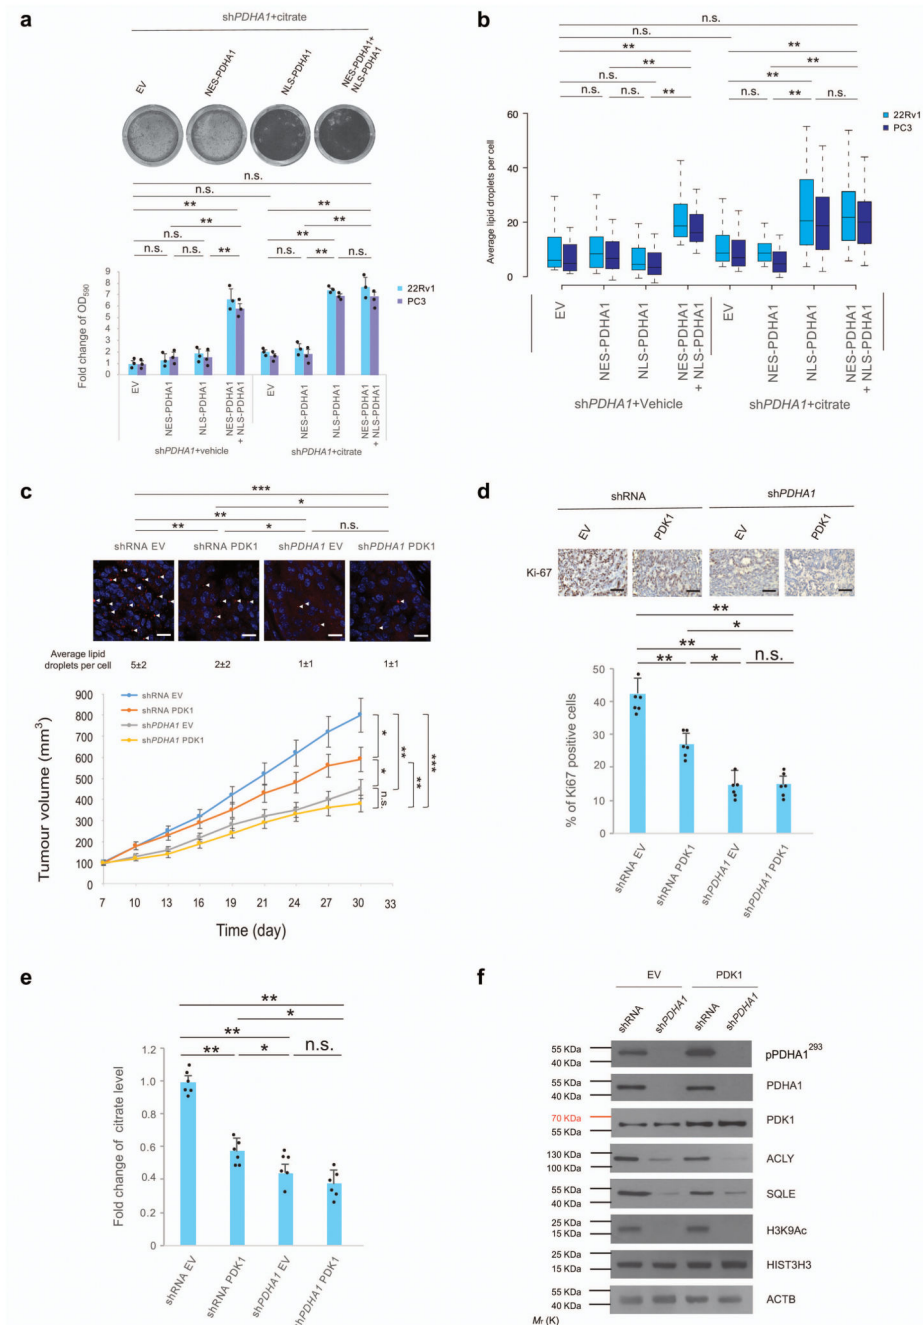 a
shPDHA1+citrate
EV
NES-PDHA1
NLS-PDHA1
NES-PDHA1+
NLS-PDHA1
n.s.
n.s.
** **
** **
n.s. **
n.s. n.s. ** n.s. ** n.s.
Fold change of OD590
10
9
8
7
6
5
4
3
2
1
0
22Rv1
PC3
EV
NES-PDHA1
NLS-PDHA1
NES-PDHA1
+ NLS-PDHA1
EV
NES-PDHA1
NLS-PDHA1
NES-PDHA1
+ NLS-PDHA1
shPDHA1+vehicle
shPDHA1+citrate
b
n.s.
n.s.
** **
** **
n.s. **
n.s. n.s. ** n.s. ** n.s.
Average lipid droplets per cell
60
40
20
0
22Rv1
PC3
EV
NES-PDHA1
NLS-PDHA1
NES-PDHA1
+ NLS-PDHA1
EV
NES-PDHA1
NLS-PDHA1
NES-PDHA1
+ NLS-PDHA1
shPDHA1+Vehicle
shPDHA1+citrate
c
***
*
**
** * n.s.
shRNA EV shRNA PDK1 shPDHA1 EV shPDHA1 PDK1
Average lipid
droplets per cell
5±2 2±2 1±1 1±1
Tumour volume (mm3)
900
800
700
600
500
400
300
200
100
0
shRNA EV
shRNA PDK1
shPDHA1 EV
shPDHA1 PDK1
*
*
n.s.
**
**
***
7 10 13 16 19 21 24 27 30 33
Time (day)
d
shRNA shPDHA1
EV
PDK1
EV
PDK1
Ki-67
**
*
**
** * n.s.
% of Ki67 positive cells
50
40
30
20
10
0
shRNA EV
shRNA PDK1
shPDHA1 EV
shPDHA1 PDK1
e
**
*
**
** * n.s.
Fold change of citrate level
1.2
1.0
0.8
0.6
0.4
0.2
0
shRNA EV
shRNA PDK1
shPDHA1 EV
shPDHA1 PDK1
f
EV PDK1
shRNA
shPDHA1
shRNA
shPDHA1
55 KDa
40 KDa
pPDHA1293
55 KDa
40 KDa
PDHA1
70 KDa
55 KDa
PDK1
130 KDa
100 KDa
ACLY
55 KDa
40 KDa
SQLE
25 KDa
15 KDa
H3K9Ac
25 KDa
15 KDa
HIST3H3
55 KDa
40 KDa
ACTB
Mr (K)